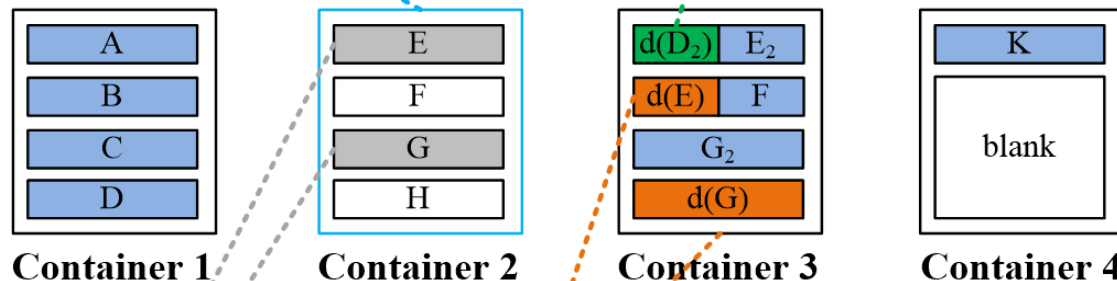 A
B
C
D
Container 1
E
F
G
H
Container 2
d(D₂) E₂
d(E) F
G₂
d(G)
Container 3
K
blank
Container 4